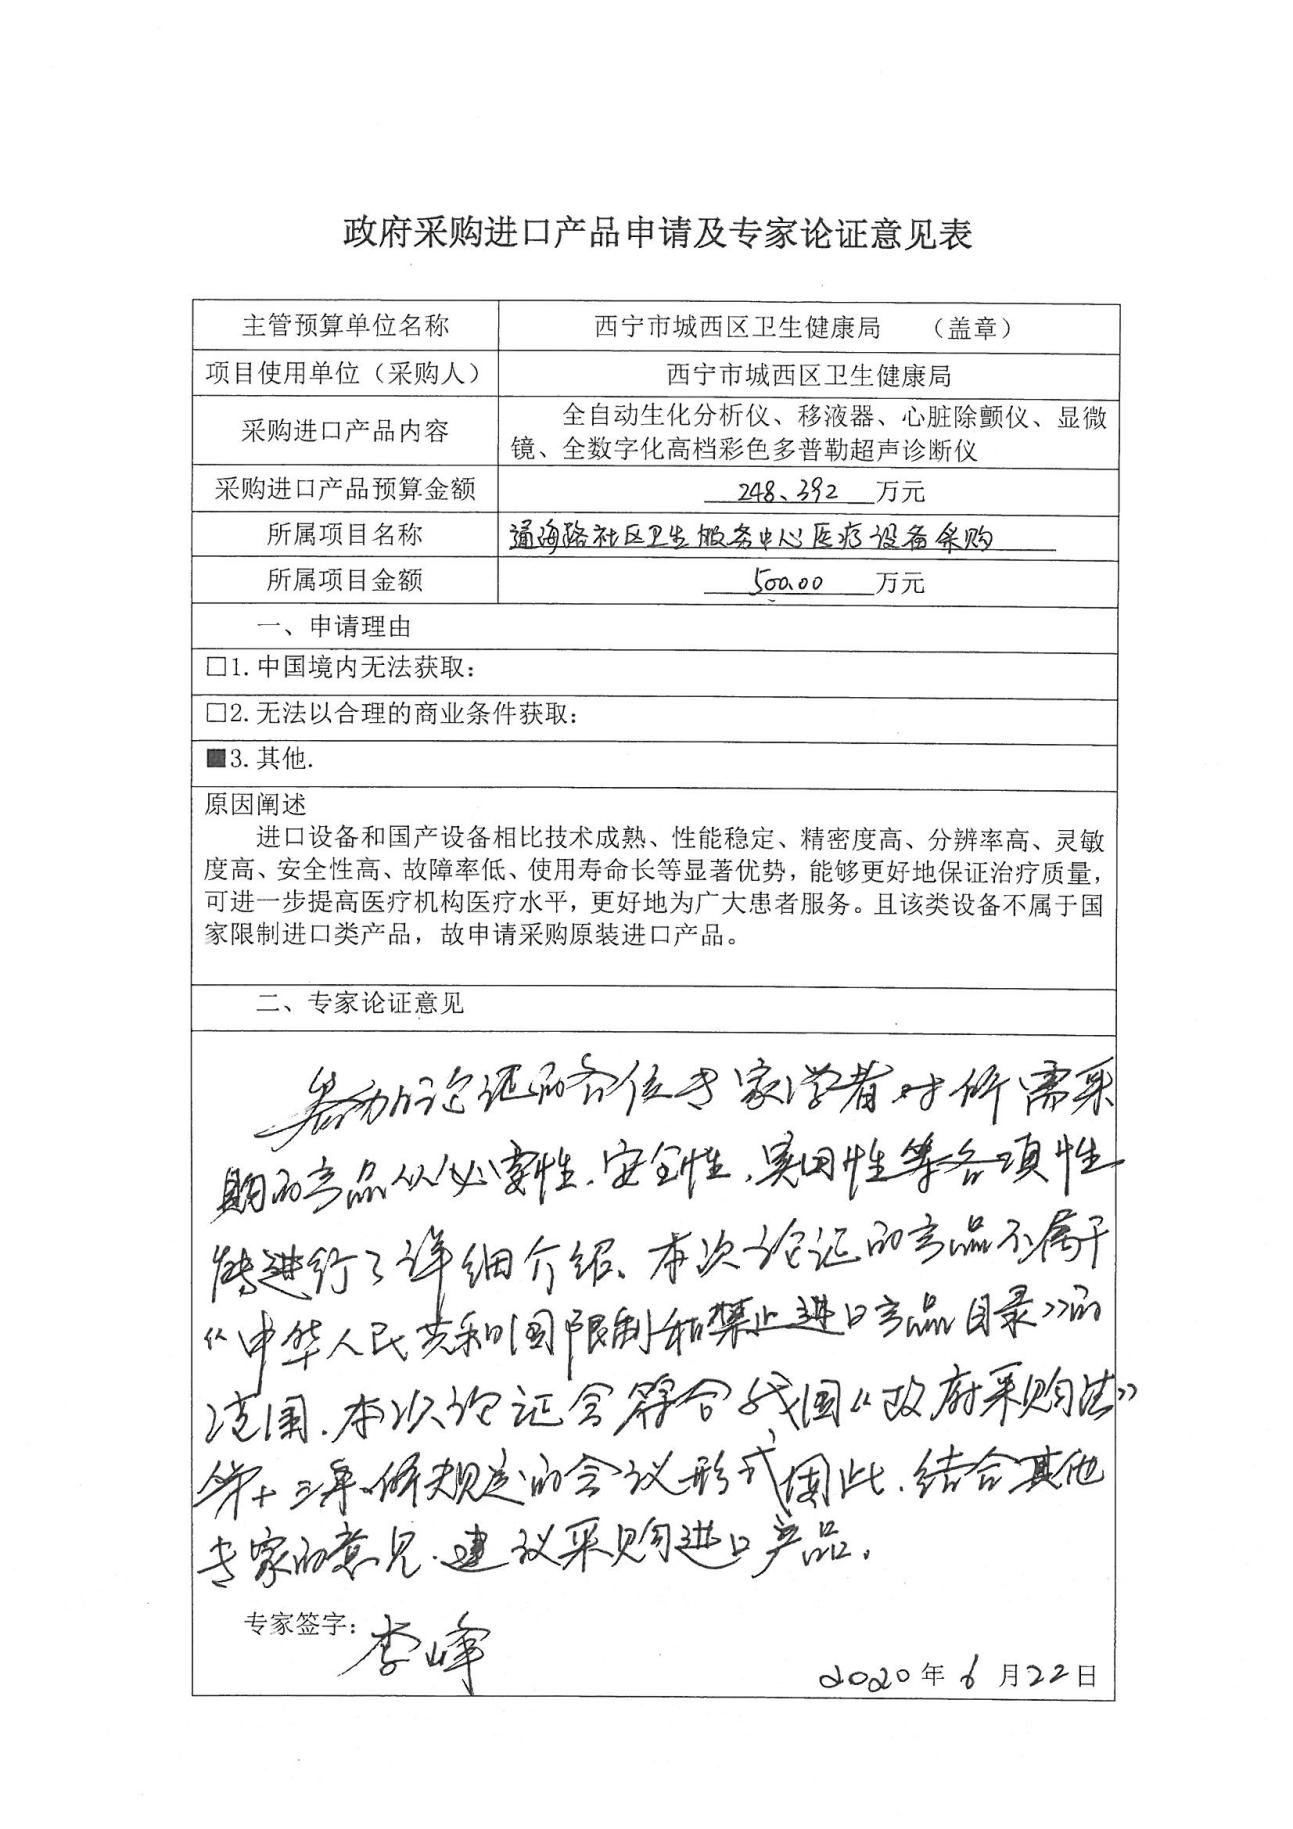 政府采购进口产品申请及专家论证意见表
主管预算单位名称 西宁市城西区卫生健康局 （盖章）
项目使用单位（采购人） 西宁市城西区卫生健康局
采购进口产品内容 全自动生化分析仪、移液器、心脏除颤仪、显微
镜、全数字化高档彩色多普勒超声诊断仪
采购进口产品预算金额 248.392 万元
所属项目名称 通海路社区卫生服务中心医疗设备采购
所属项目金额 500.00 万元
一、申请理由
□1.中国境内无法获取：
□2.无法以合理的商业条件获取：
■3.其他.
原因阐述
进口设备和国产设备相比技术成熟、性能稳定、精密度高、分辨率高、灵敏
度高、安全性高、故障率低、使用寿命长等显著优势，能够更好地保证治疗质量，
可进一步提高医疗机构医疗水平，更好地为广大患者服务。且该类设备不属于国
家限制进口类产品，故申请采购原装进口产品。
二、专家论证意见
参加论证的各位专家学者对所需采
购的产品从必要性、安全性、实用性等各项性
能进行了详细介绍、本次论证的产品不属于
《中华人民共和国限制和禁止进口产品目录》的
范围、本次论证会符合我国《政府采购法》
第十三年所规定的会议形式因此、结合其他
专家的意见、建议采购进口产品。
专家签字：李峰
2020年6月22日